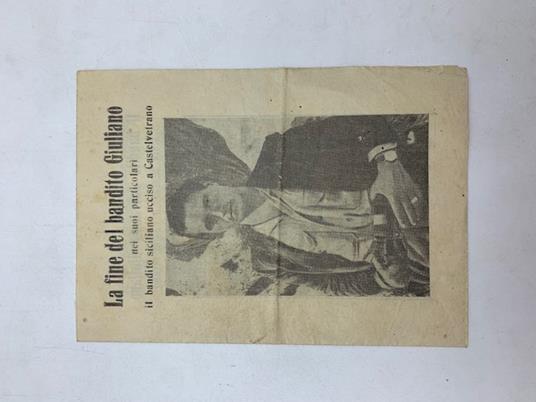 La fine del bandito Giuliano
nei suoi particolari
il bandito siciliano ucciso a Castelvetrano